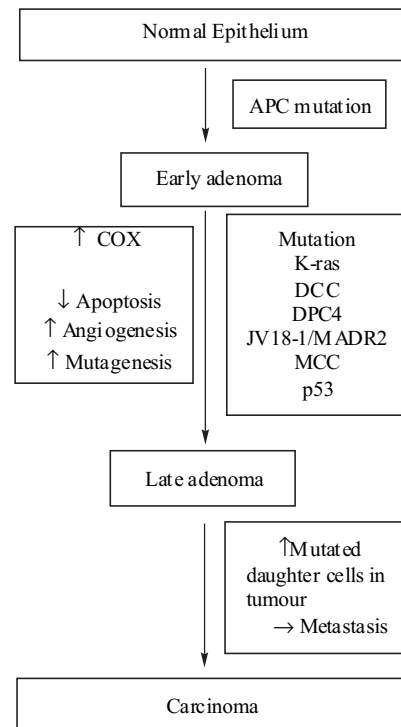 Normal Epithelium
APC mutation
Early adenoma
↑ COX
↓ Apoptosis
↑ Angiogenesis
↑ Mutagenesis
Mutation
K-ras
DCC
DPC4
JV18-1/MADR2
MCC
p53
Late adenoma
↑Mutated
daughter cells in
tumour
→ Metastasis
Carcinoma